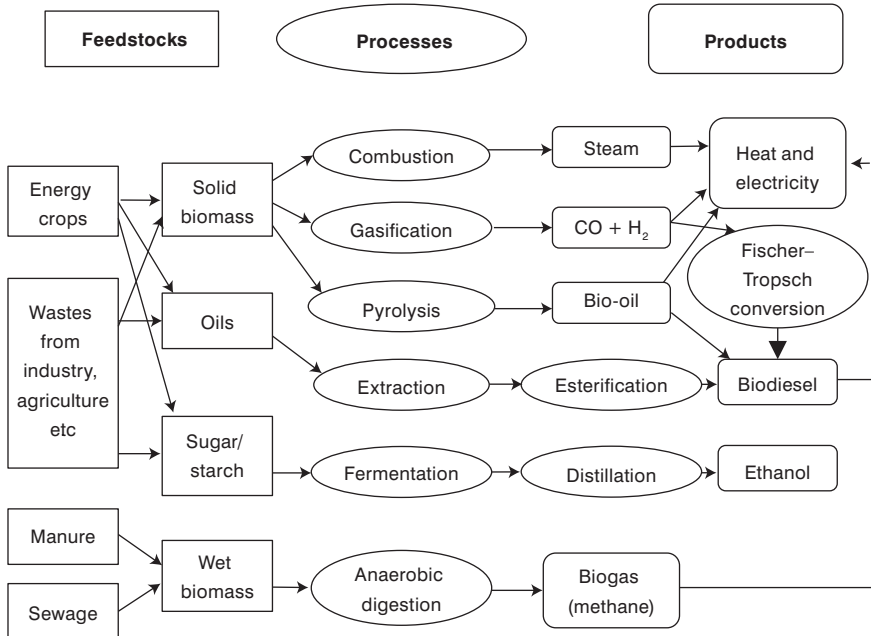 Feedstocks
Processes
Products
Energy
crops
Wastes
from
industry,
agriculture
etc
Manure
Sewage
Solid
biomass
Oils
Sugar/
starch
Wet
biomass
Combustion
Gasification
Pyrolysis
Extraction
Fermentation
Anaerobic
digestion
Steam
CO + H₂
Bio-oil
Esterification
Distillation
Biogas
(methane)
Heat and
electricity
Fischer–
Tropsch
conversion
Biodiesel
Ethanol